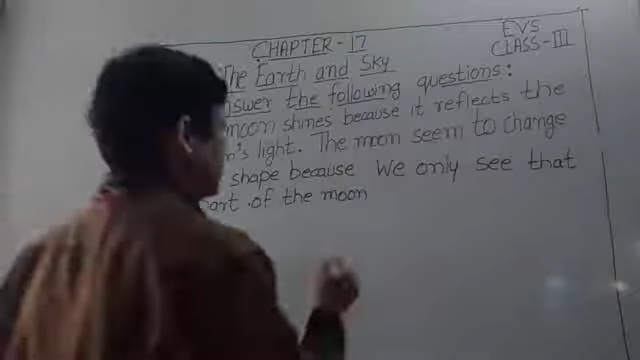 CHAPTER-17
EVS
CLASS-III
The Earth and Sky
nswer the following questions:
moon shines because it reflects the
n's light. The moon seem to change
shape because we only see that
art of the moon